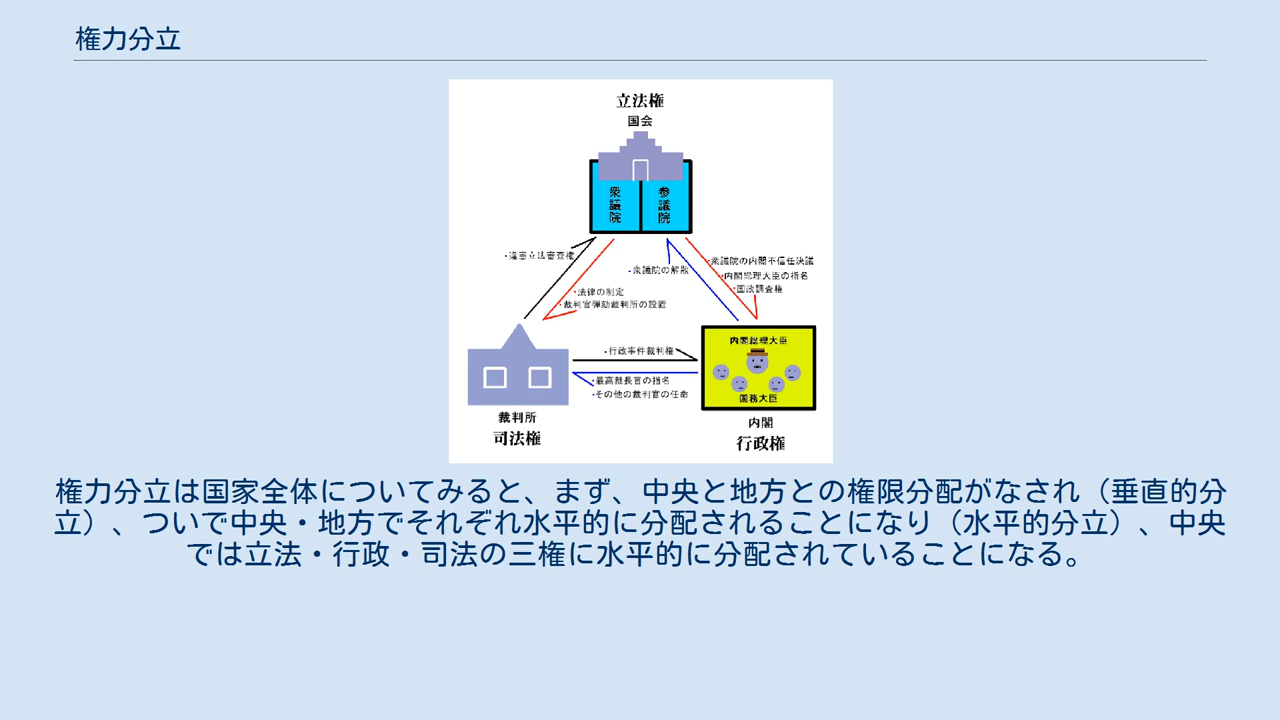 権力分立
立法権
国会
衆議院
参議院
・違憲立法審査権
・衆議院の解散
・衆議院の内閣不信任決議
・内閣総理大臣の指名
・国政調査権
・法律の制定
・裁判官弾劾裁判所の設置
・行政事件裁判権
・最高裁長官の指名
・その他の裁判官の任命
内閣総理大臣
国務大臣
裁判所
司法権
内閣
行政権
権力分立は国家全体についてみると、まず、中央と地方との権限分配がなされ（垂直的分
立）、ついで中央・地方でそれぞれ水平的に分配されることになり（水平的分立）、中央
では立法・行政・司法の三権に水平的に分配されていることになる。